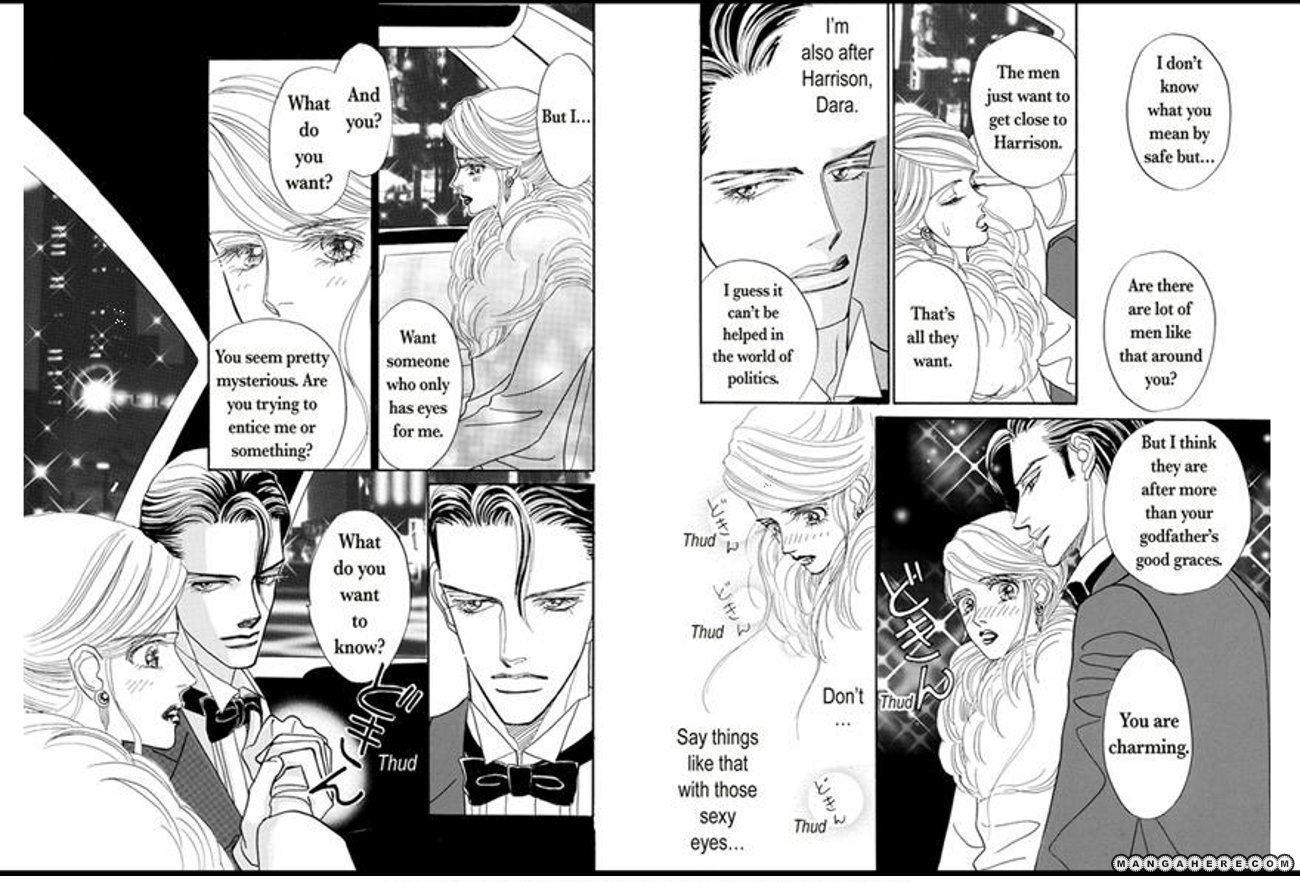 I don't
know
what you
mean by
safe but...
Are there
are lot of
men like
that around
you?
The men
just want to
get close to
Harrison.
That's
all they
want.
I'm
also after
Harrison,
Dara.
I guess it
can't be
helped in
the world of
politics.
But I think
they are
after more
than your
godfather's
good graces.
You are
charming.
どきん
Thud
どきん
Thud
どきん
Thud
Don't
...
Say things
like that
with those
sexy
eyes...
どきん
Thud
But I...
Want
someone
who only
has eyes
for me.
And
you?
What
do
you
want?
You seem pretty
mysterious. Are
you trying to
entice me or
something?
What
do you
want
to
know?
どきん
Thud
MANGAHERE.COM